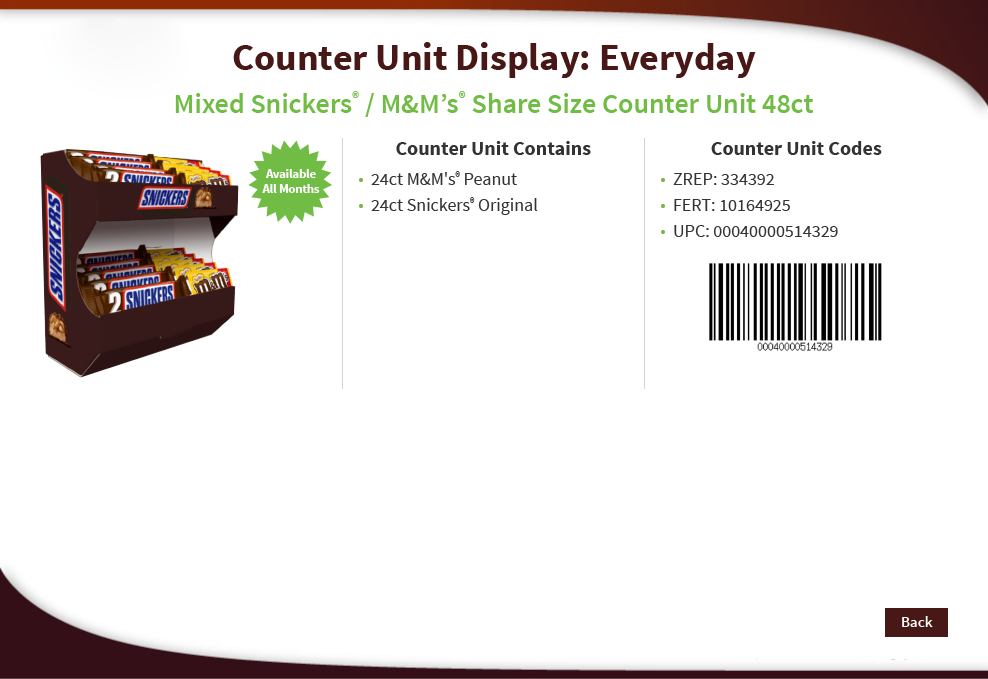 Counter Unit Display: Everyday
Mixed Snickers® / M&M’s® Share Size Counter Unit 48ct
SNICKERS
SNICKERS
SNICKERS
2 SNICKERS
m&m's
Available
All Months
Counter Unit Contains
• 24ct M&M's® Peanut
• 24ct Snickers® Original
Counter Unit Codes
• ZREP: 334392
• FERT: 10164925
• UPC: 00040000514329
00040000514329
Back